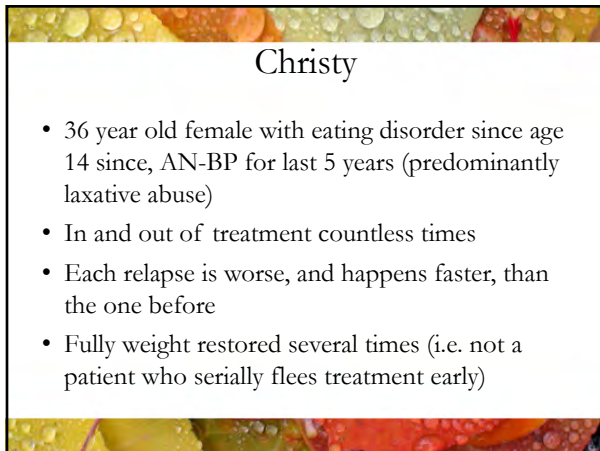 Christy
• 36 year old female with eating disorder since age
14 since, AN-BP for last 5 years (predominantly
laxative abuse)
• In and out of treatment countless times
• Each relapse is worse, and happens faster, than
the one before
• Fully weight restored several times (i.e. not a
patient who serially flees treatment early)